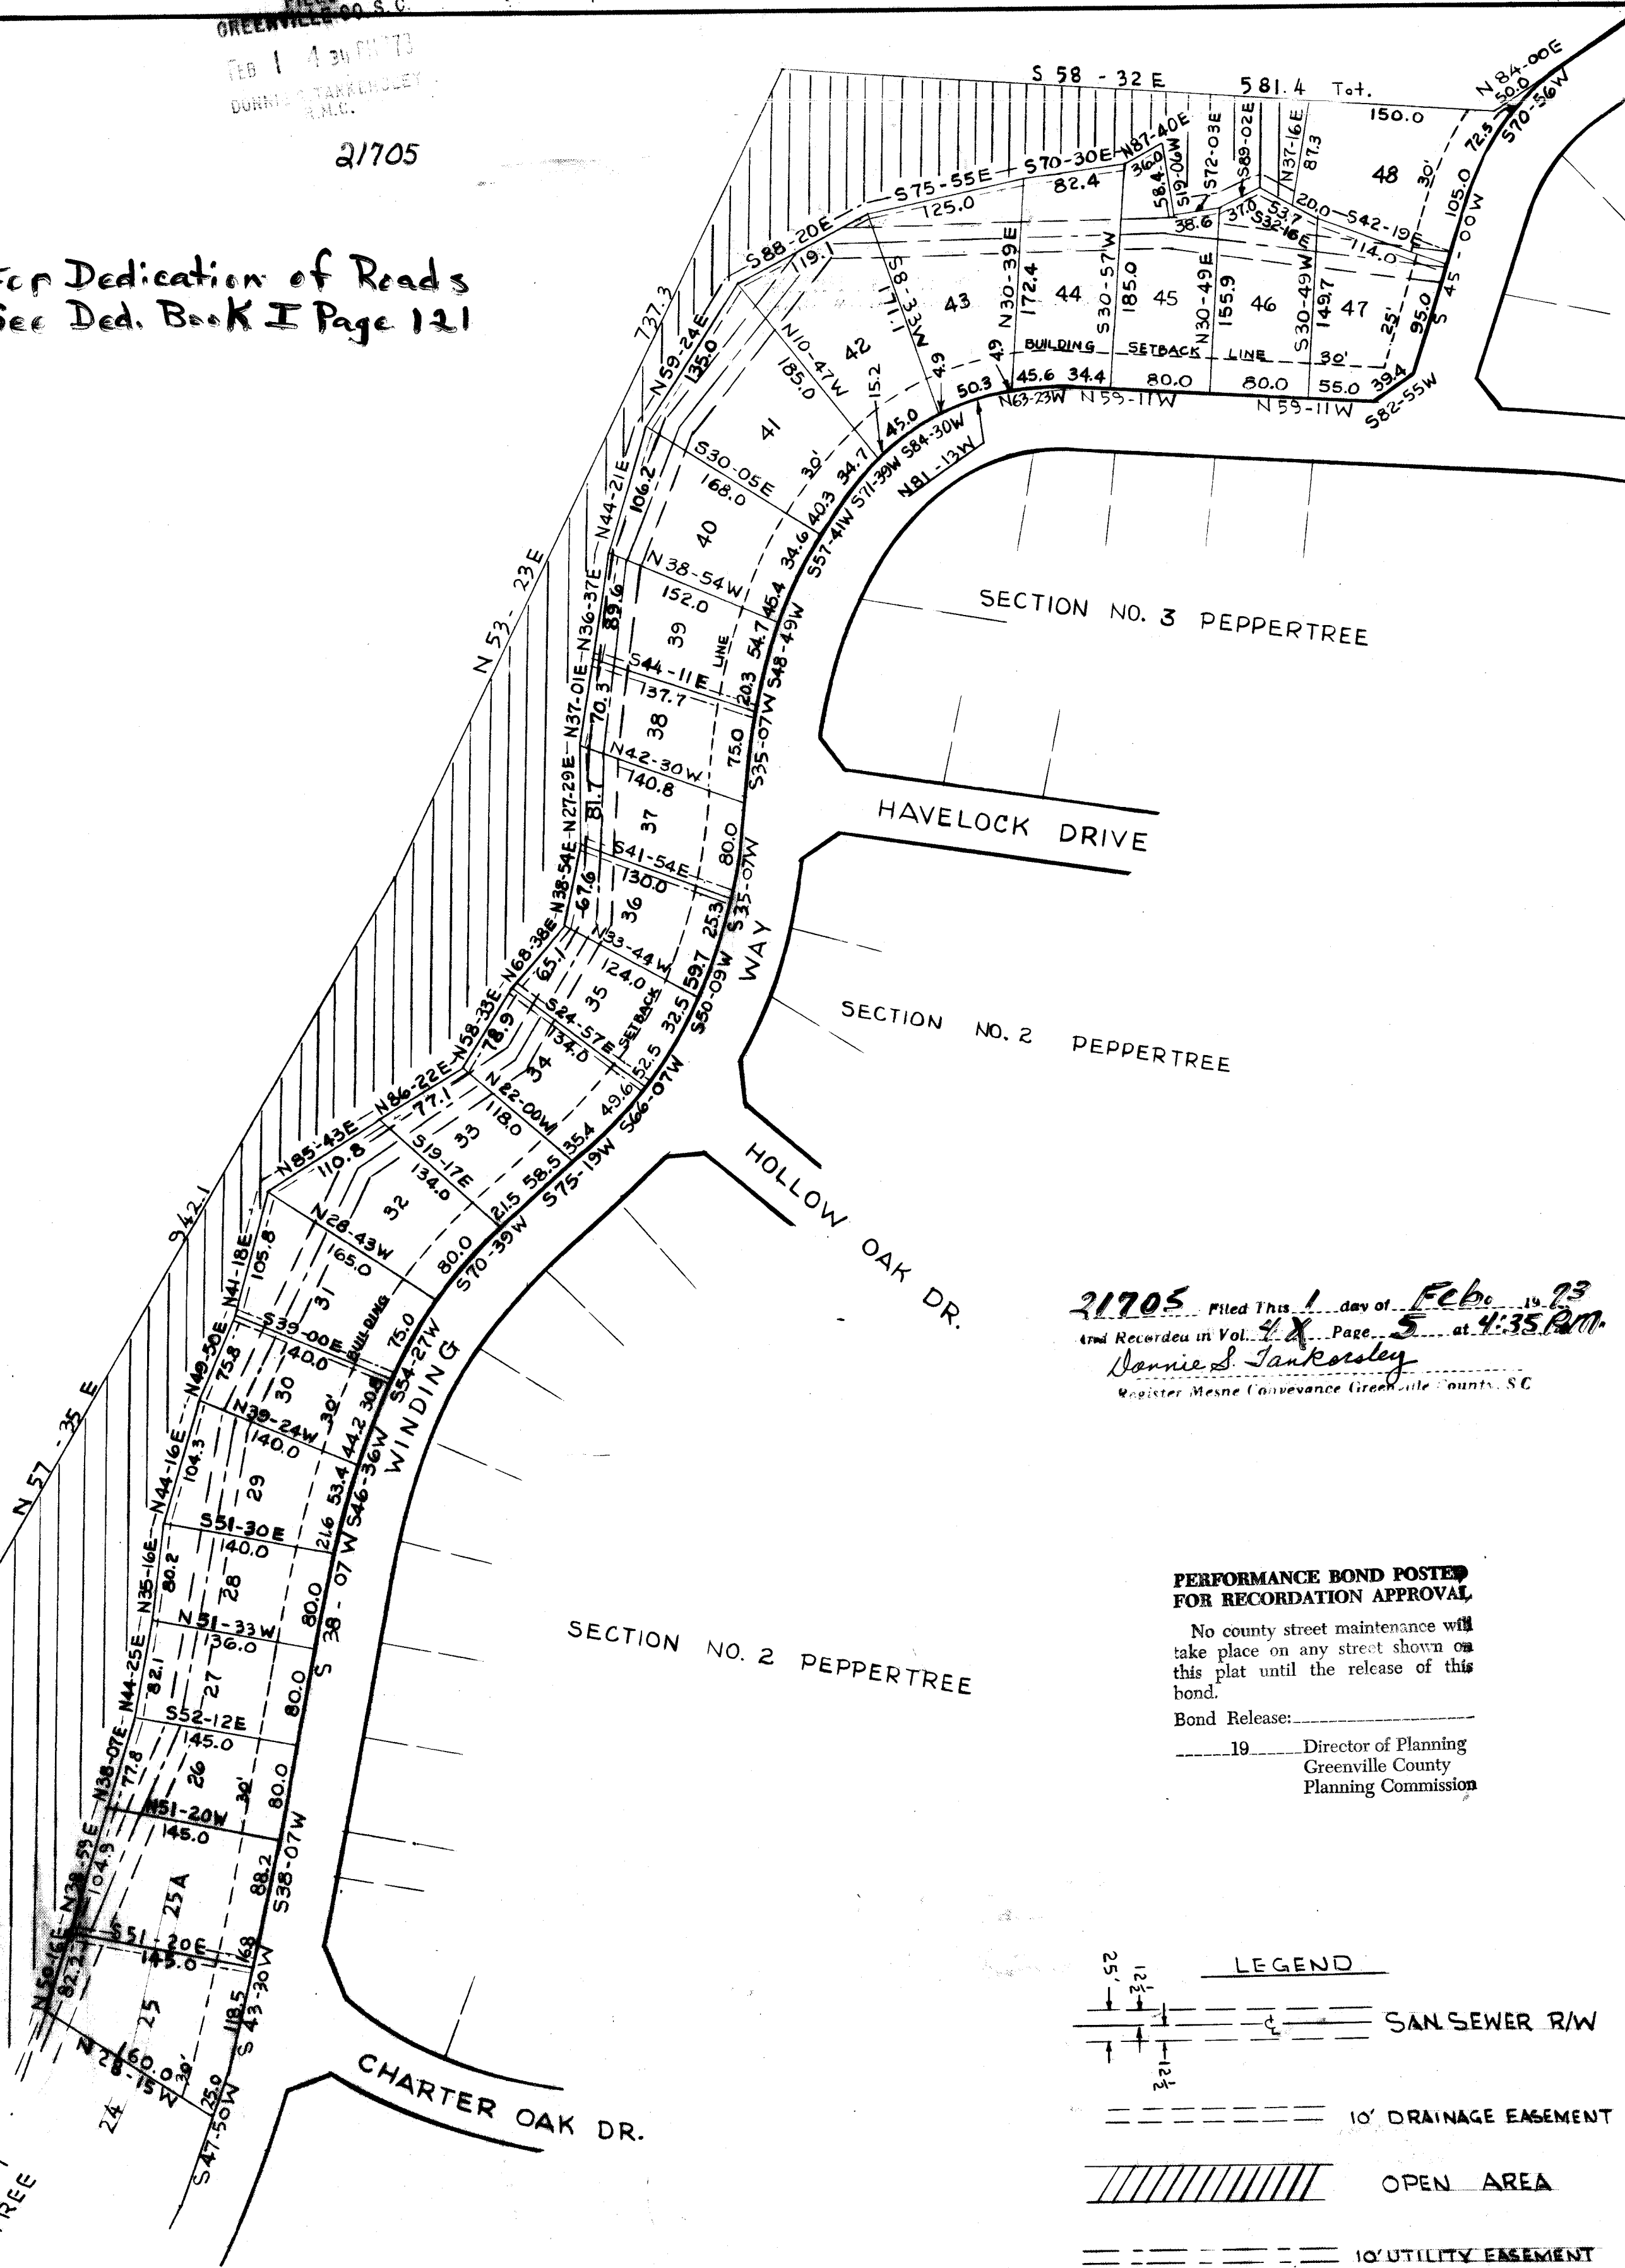 FILED
GREENVILLE CO. S. C.
FEB 1 4 34 PM '73
DONNIE S. TANKERSLEY
R.M.C.
21705
For Dedication of Roads
See Ded. Book I Page 121
S 58 - 32 E 581.4 Tot.
N 84-00E
50.0
S70-56W
72.5
150.0
48
30'
105.0
S 45 - 00W
95.0
25'
39.4
S82-55W
N37-16E
87.3
S89-02E
S72-03E
S19-06W
58.4
N87-40E
36.0
S70-30E
82.4
S75-55E
125.0
S88-20E
119.1
38.6
37.0
53.7
S32-16E
20.0
S42-19E
114.0
737.3
N59-24E
135.0
N10-47W
185.0
42
S8-33W
171.1
43
N30-39E
172.4
44
S30-57W
185.0
45
N30-49E
155.9
46
S30-49W
149.7
47
BUILDING SETBACK LINE 30'
15.2
4.9
4.9
50.3
45.6
34.4
80.0
80.0
55.0
N63-23W
N59-11W
N59-11W
45.0
S84-30W
N81-13W
34.7
S71-39W
30'
41
S30-05E
168.0
40.3
34.6
S57-41W
N44-21E
106.2
40
N38-54W
152.0
45.4
54.7
S48-49W
N36-37E
89.6
39
LINE
S44-11E
137.7
20.3
N 53 - 23E
SECTION NO. 3 PEPPERTREE
N37-01E
70.3
38
75.0
S35-07W
N42-30W
140.8
N27-29E
81.7
37
80.0
S35-07W
S41-54E
130.0
HAVELOCK DRIVE
N38-54E
67.6
36
25.3
59.7
S50-09W
WAY
N33-44W
124.0
N68-38E
65.1
35
SETBACK
32.5
52.5
S66-07W
S24-57E
134.0
SECTION NO. 2 PEPPERTREE
N58-33E
78.9
34
49.6
35.4
S75-19W
N22-00W
118.0
N86-22E
77.1
33
58.5
21.5
S19-17E
134.0
N85-43E
110.8
32
80.0
S70-39W
HOLLOW OAK DR.
N28-43W
165.0
942.1
N41-18E
105.8
31
BUILDING
75.0
S54-27W
WINDING
S39-00E
140.0
N49-50E
75.8
30
30'
30.8
44.2
S46-36W
N39-24W
140.0
N 57 - 35 E
N44-16E
104.3
29
53.4
21.6
S51-30E
140.0
N35-16E
80.2
28
80.0
S 38 - 07 W
N51-33W
136.0
N44-25E
82.1
27
80.0
S52-12E
145.0
N38-07E
77.8
26
30'
80.0
N51-20W
145.0
N38-59E
104.9
25A
88.2
S38-07W
S51-20E
145.0
16.8
N50-16E
82.2
25
118.5
S 43-30W
160.0
N28-15W
30'
25.0
S47-50W
24
SECTION NO. 2 PEPPERTREE
CHARTER OAK DR.
REE
21705 Filed This 1 day of Feb. 1973
And Recorded in Vol. 4 X Page 5 at 4:35 P.M.
Donnie S. Tankersley
Register Mesne Conveyance Greenville County, S C
PERFORMANCE BOND POSTED
FOR RECORDATION APPROVAL
No county street maintenance will
take place on any street shown on
this plat until the release of this
bond.
Bond Release:
19 Director of Planning
Greenville County
Planning Commission
LEGEND
25' 12½ 12½
SAN. SEWER R/W
10' DRAINAGE EASEMENT
OPEN AREA
10' UTILITY EASEMENT